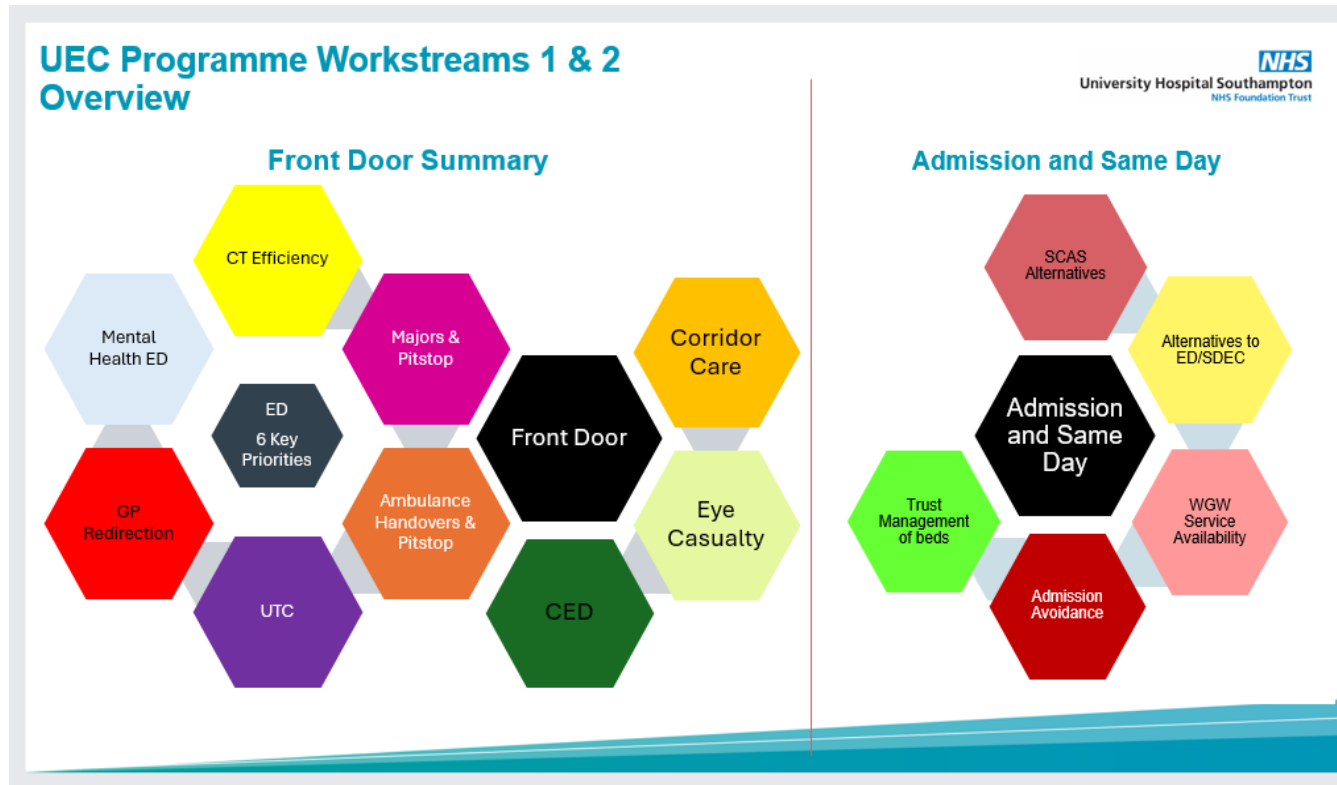 UEC Programme Workstreams 1 & 2
Overview
NHS
University Hospital Southampton
NHS Foundation Trust
Front Door Summary
CT Efficiency
Mental
Health ED
Majors &
Pitstop
Corridor
Care
ED
6 Key
Priorities
Front Door
GP
Redirection
Ambulance
Handovers &
Pitstop
Eye
Casualty
UTC
CED
Admission and Same Day
SCAS
Alternatives
Alternatives to
ED/SDEC
Admission
and Same
Day
Trust
Management
of beds
WGW
Service
Availability
Admission
Avoidance